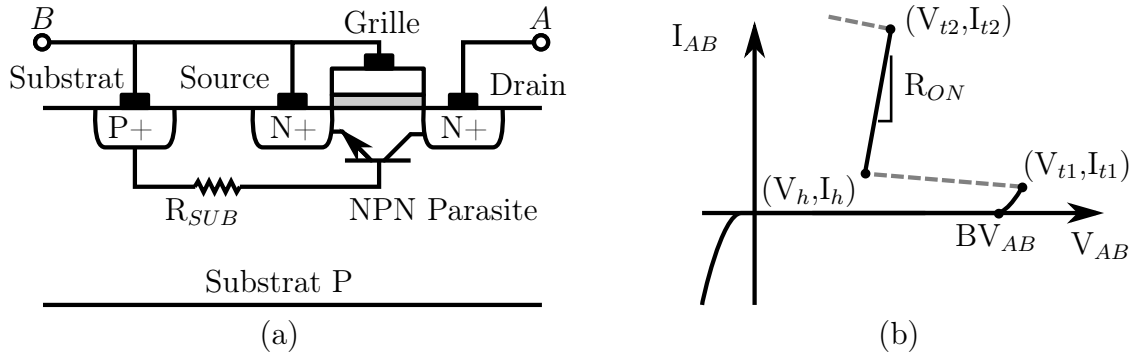 B
Grille
A
Substrat
Source
Drain
P+
N+
N+
R_SUB
NPN Parasite
Substrat P
(a)
I_AB
(V_t2,I_t2)
R_ON
(V_h,I_h)
(V_t1,I_t1)
BV_AB
V_AB
(b)